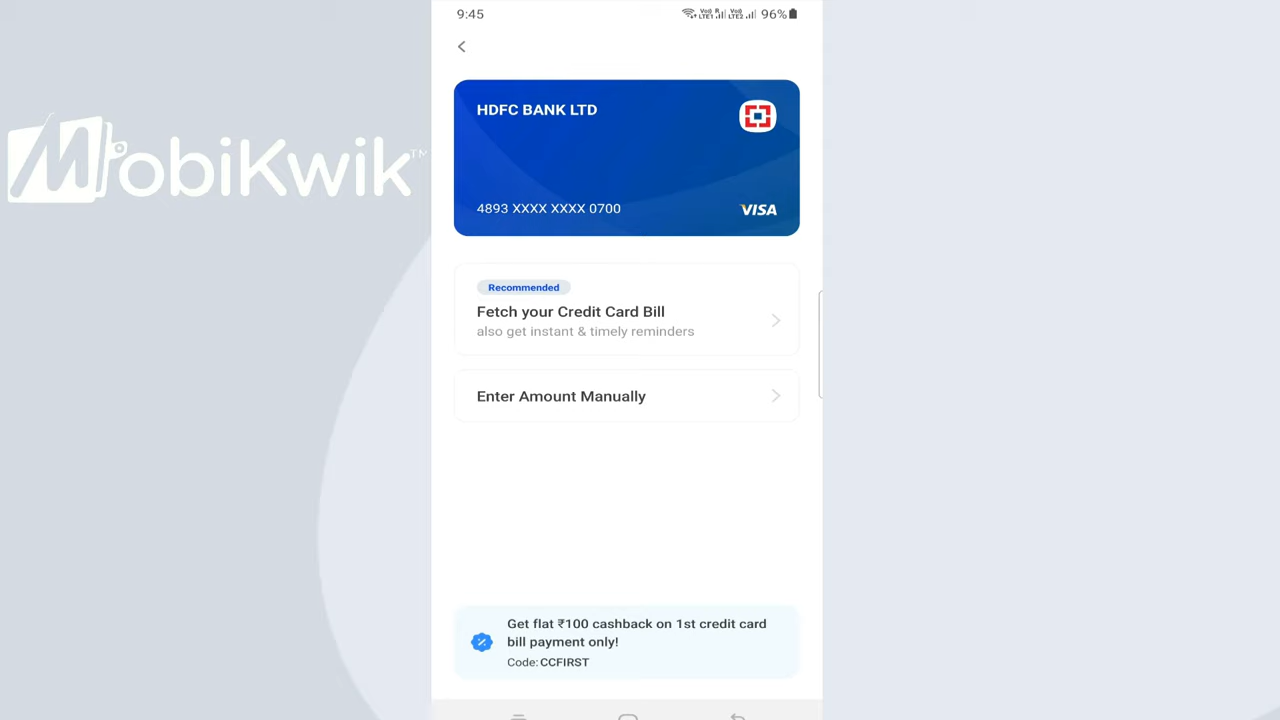 9:45
96%
MobiKwik™
HDFC BANK LTD
4893 XXXX XXXX 0700
VISA
Recommended
Fetch your Credit Card Bill
also get instant & timely reminders
Enter Amount Manually
Get flat ₹100 cashback on 1st credit card
bill payment only!
Code: CCFIRST